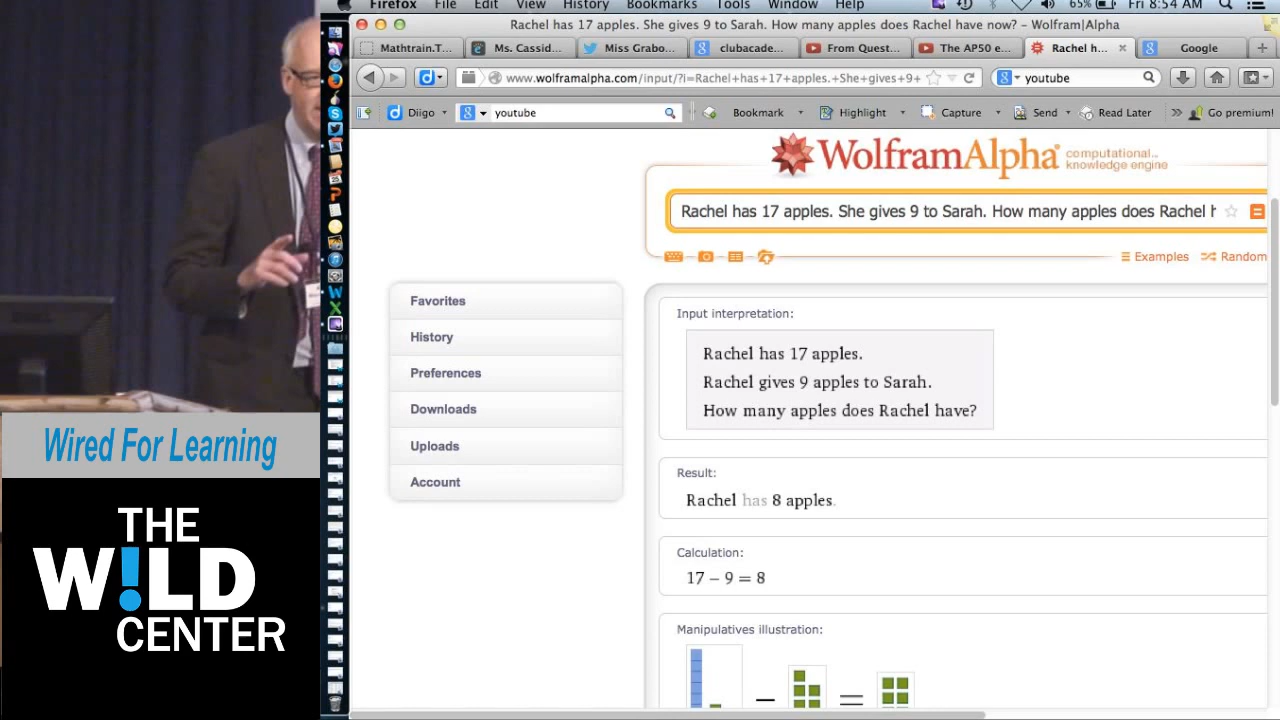 Firefox File Edit View History Bookmarks Tools Window Help 65% Fri 8:54 AM
Rachel has 17 apples. She gives 9 to Sarah. How many apples does Rachel have now? – Wolf|Alpha
Mathtrain.T... Ms. Cassid... Miss Grabo... clubaca... From Quest... The AP50 e... Rachel h... Google
www.wolframalpha.com/input/?i=Rachel+has+17+apples.+She+gives+9+ youtube
Diigo youtube Bookmark Highlight Capture Send Read Later Go premium!
WolframAlpha computational
knowledge engine
Rachel has 17 apples. She gives 9 to Sarah. How many apples does Rachel h
Examples Random
Favorites
History
Preferences
Downloads
Uploads
Account
Input interpretation:
Rachel has 17 apples.
Rachel gives 9 apples to Sarah.
How many apples does Rachel have?
Result:
Rachel has 8 apples.
Calculation:
17 – 9 = 8
Manipulatives illustration:
– =
Wired For Learning
THE
W!LD
CENTER